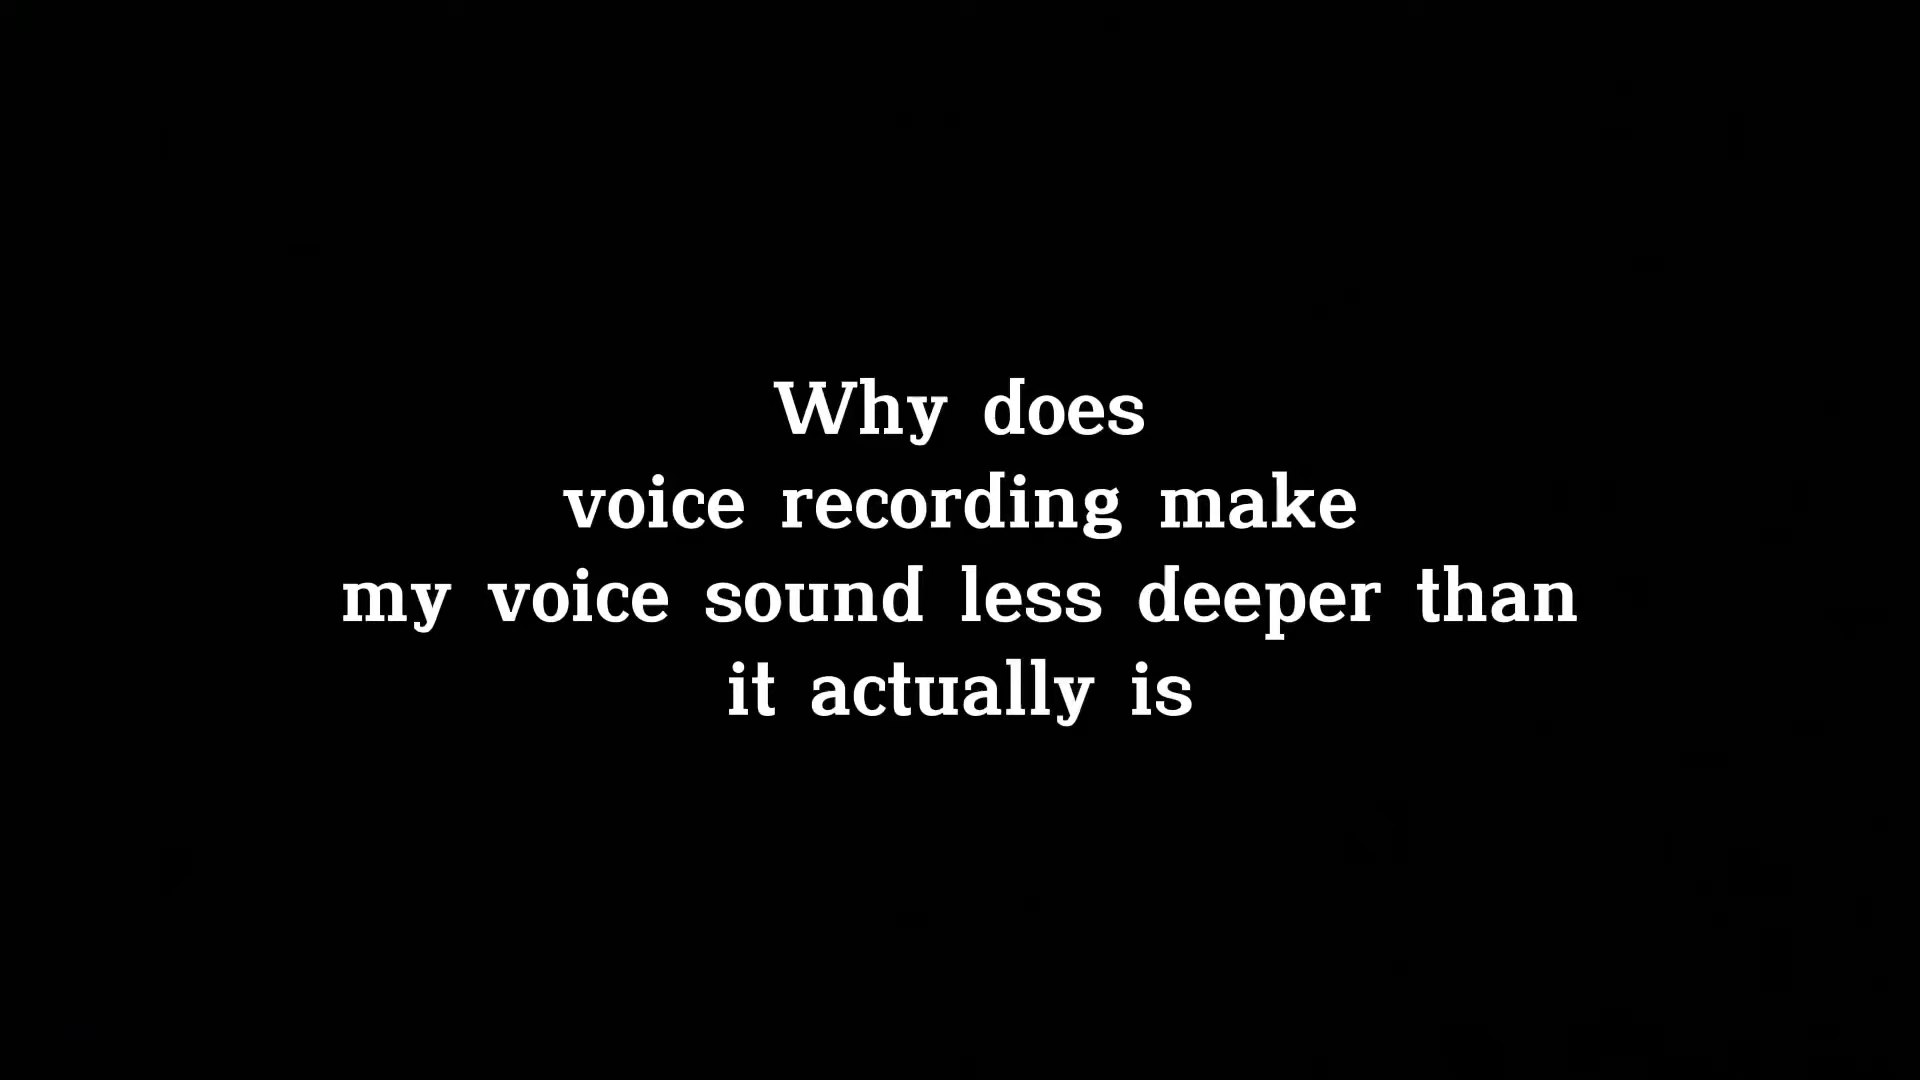 Why does
voice recording make
my voice sound less deeper than
it actually is